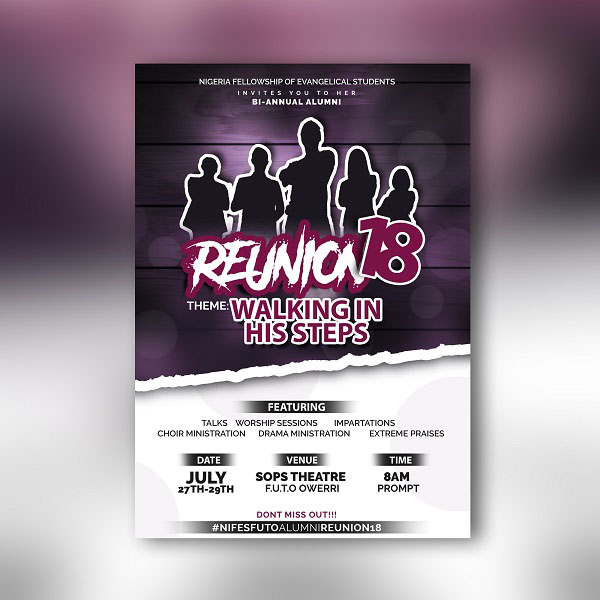 NIGERIA FELLOWSHIP OF EVANGELICAL STUDENTS
INVITES YOU TO HER
BI-ANNUAL ALUMNI
REUNION 18
THEME: WALKING IN
HIS STEPS
FEATURING
TALKS WORSHIP SESSIONS IMPARTATIONS
CHOIR MINISTRATION DRAMA MINISTRATION EXTREME PRAISES
DATE VENUE TIME
JULY SOPS THEATRE 8AM
27TH-29TH F.U.T.O OWERRI PROMPT
DONT MISS OUT!!!
#NIFESFUTOALUMNIREUNION18